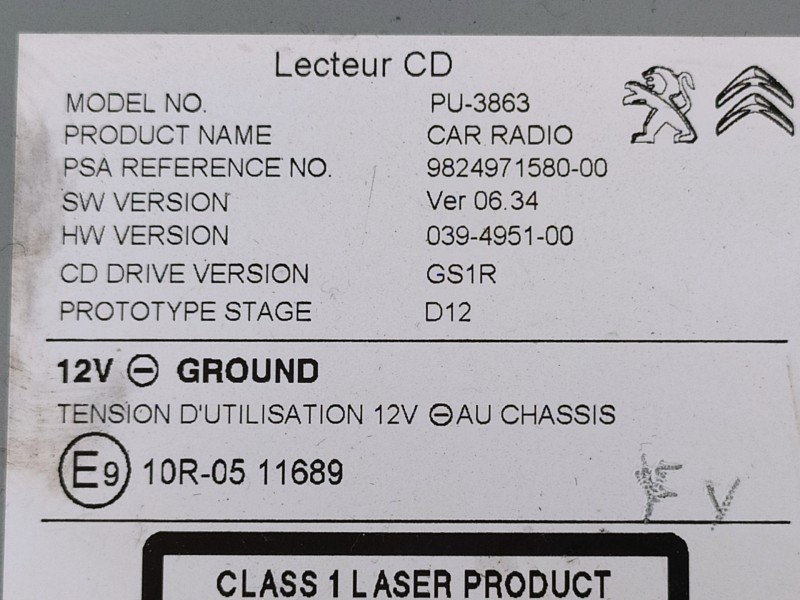 Lecteur CD
MODEL NO. PU-3863
PRODUCT NAME CAR RADIO
PSA REFERENCE NO. 9824971580-00
SW VERSION Ver 06.34
HW VERSION 039-4951-00
CD DRIVE VERSION GS1R
PROTOTYPE STAGE D12
12V ⊖ GROUND
TENSION D'UTILISATION 12V ⊖ AU CHASSIS
E9 10R-05 11689
CLASS 1 LASER PRODUCT